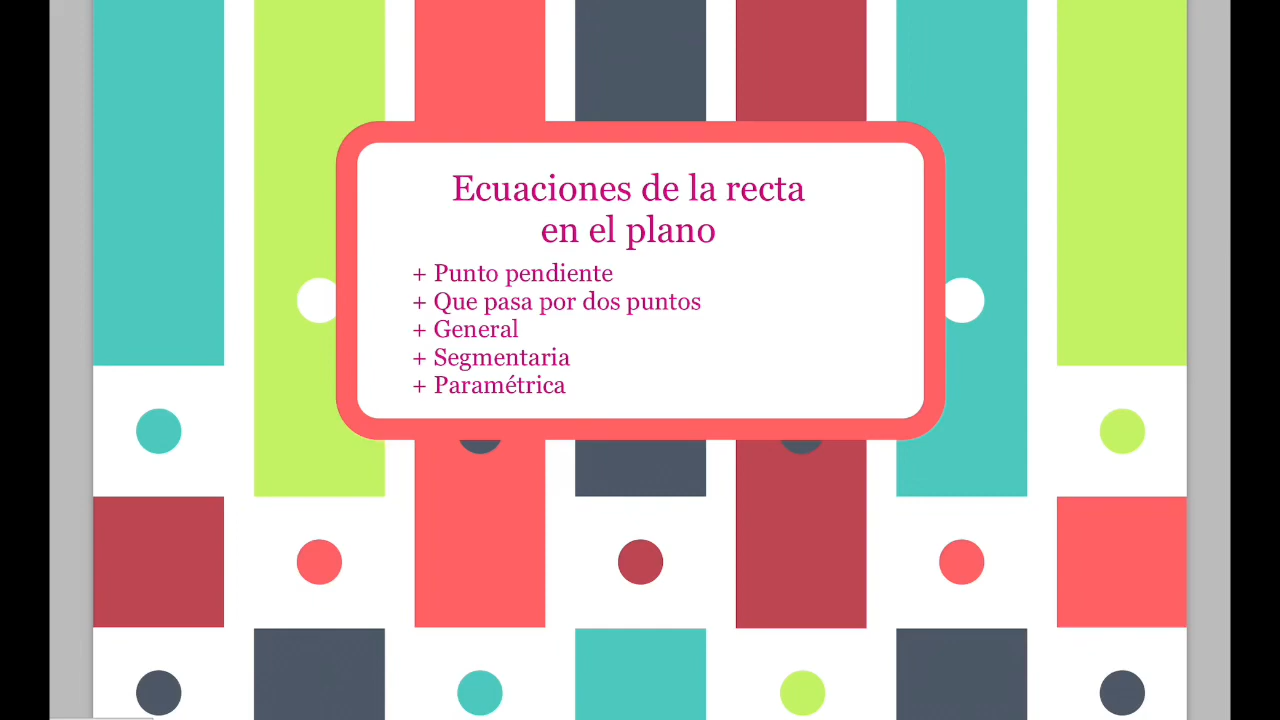 Ecuaciones de la recta
en el plano
+ Punto pendiente
+ Que pasa por dos puntos
+ General
+ Segmentaria
+ Paramétrica